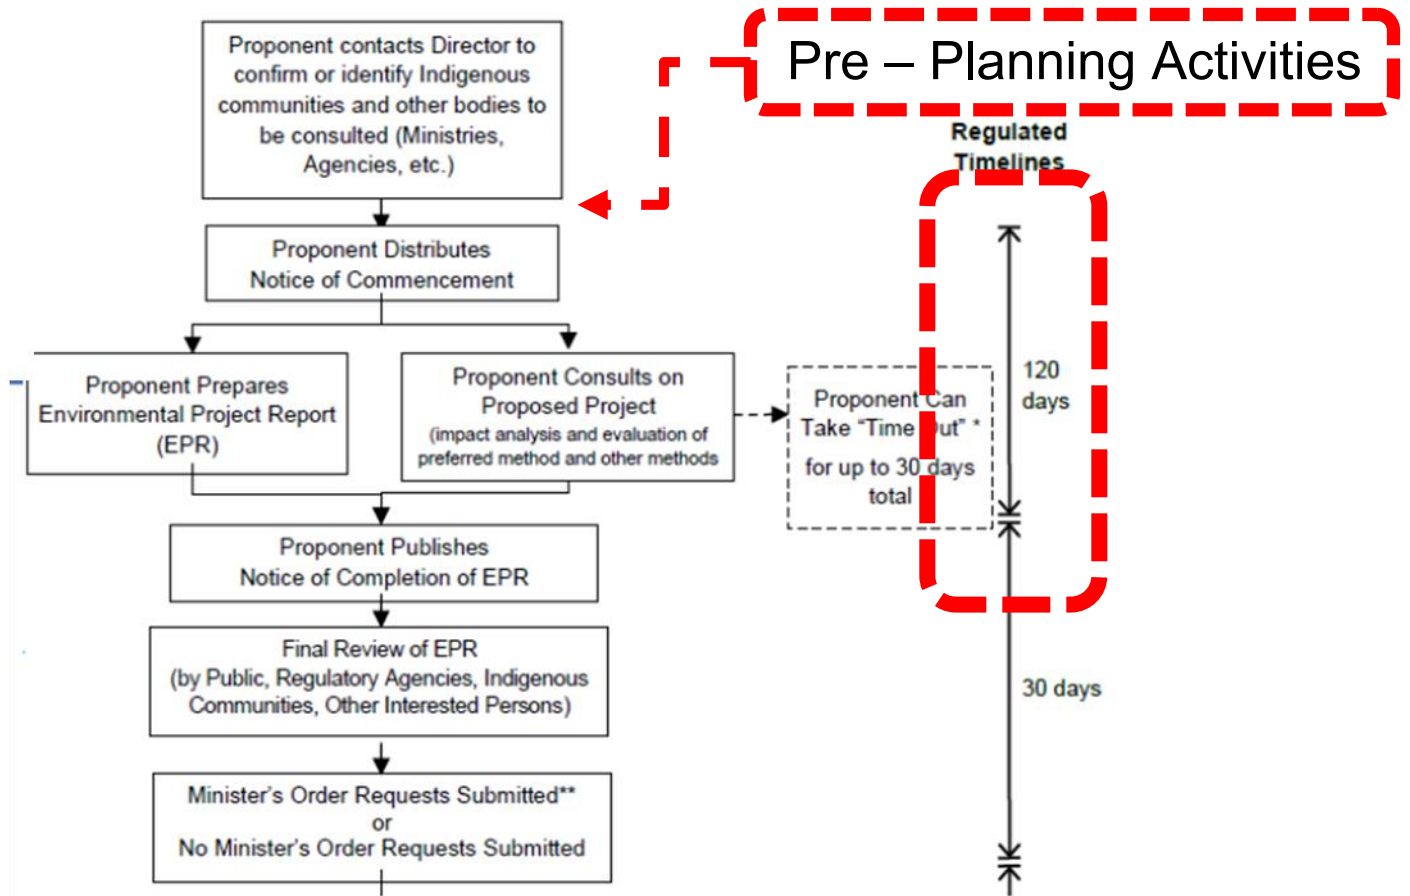 Pre – Planning Activities
Proponent contacts Director to
confirm or identify Indigenous
communities and other bodies to
be consulted (Ministries,
Agencies, etc.)
Regulated
Timelines
Proponent Distributes
Notice of Commencement
Proponent Prepares
Environmental Project Report
(EPR)
Proponent Consults on
Proposed Project
(impact analysis and evaluation of
preferred method and other methods
Proponent Can
Take “Time Out” *
for up to 30 days
total
120
days
Proponent Publishes
Notice of Completion of EPR
Final Review of EPR
(by Public, Regulatory Agencies, Indigenous
Communities, Other Interested Persons)
30 days
Minister’s Order Requests Submitted**
or
No Minister’s Order Requests Submitted